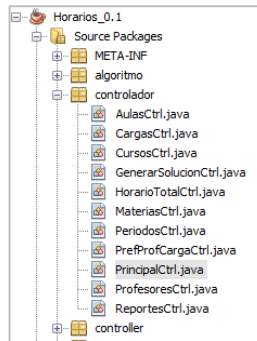 Horarios_0.1
Source Packages
META-INF
algoritmo
controlador
AulasCtrl.java
CargasCtrl.java
CursosCtrl.java
GenerarSolucionCtrl.java
HorarioTotalCtrl.java
MateriasCtrl.java
PeriodosCtrl.java
PrefProfCargaCtrl.java
PrincipalCtrl.java
ProfesoresCtrl.java
ReportesCtrl.java
controller